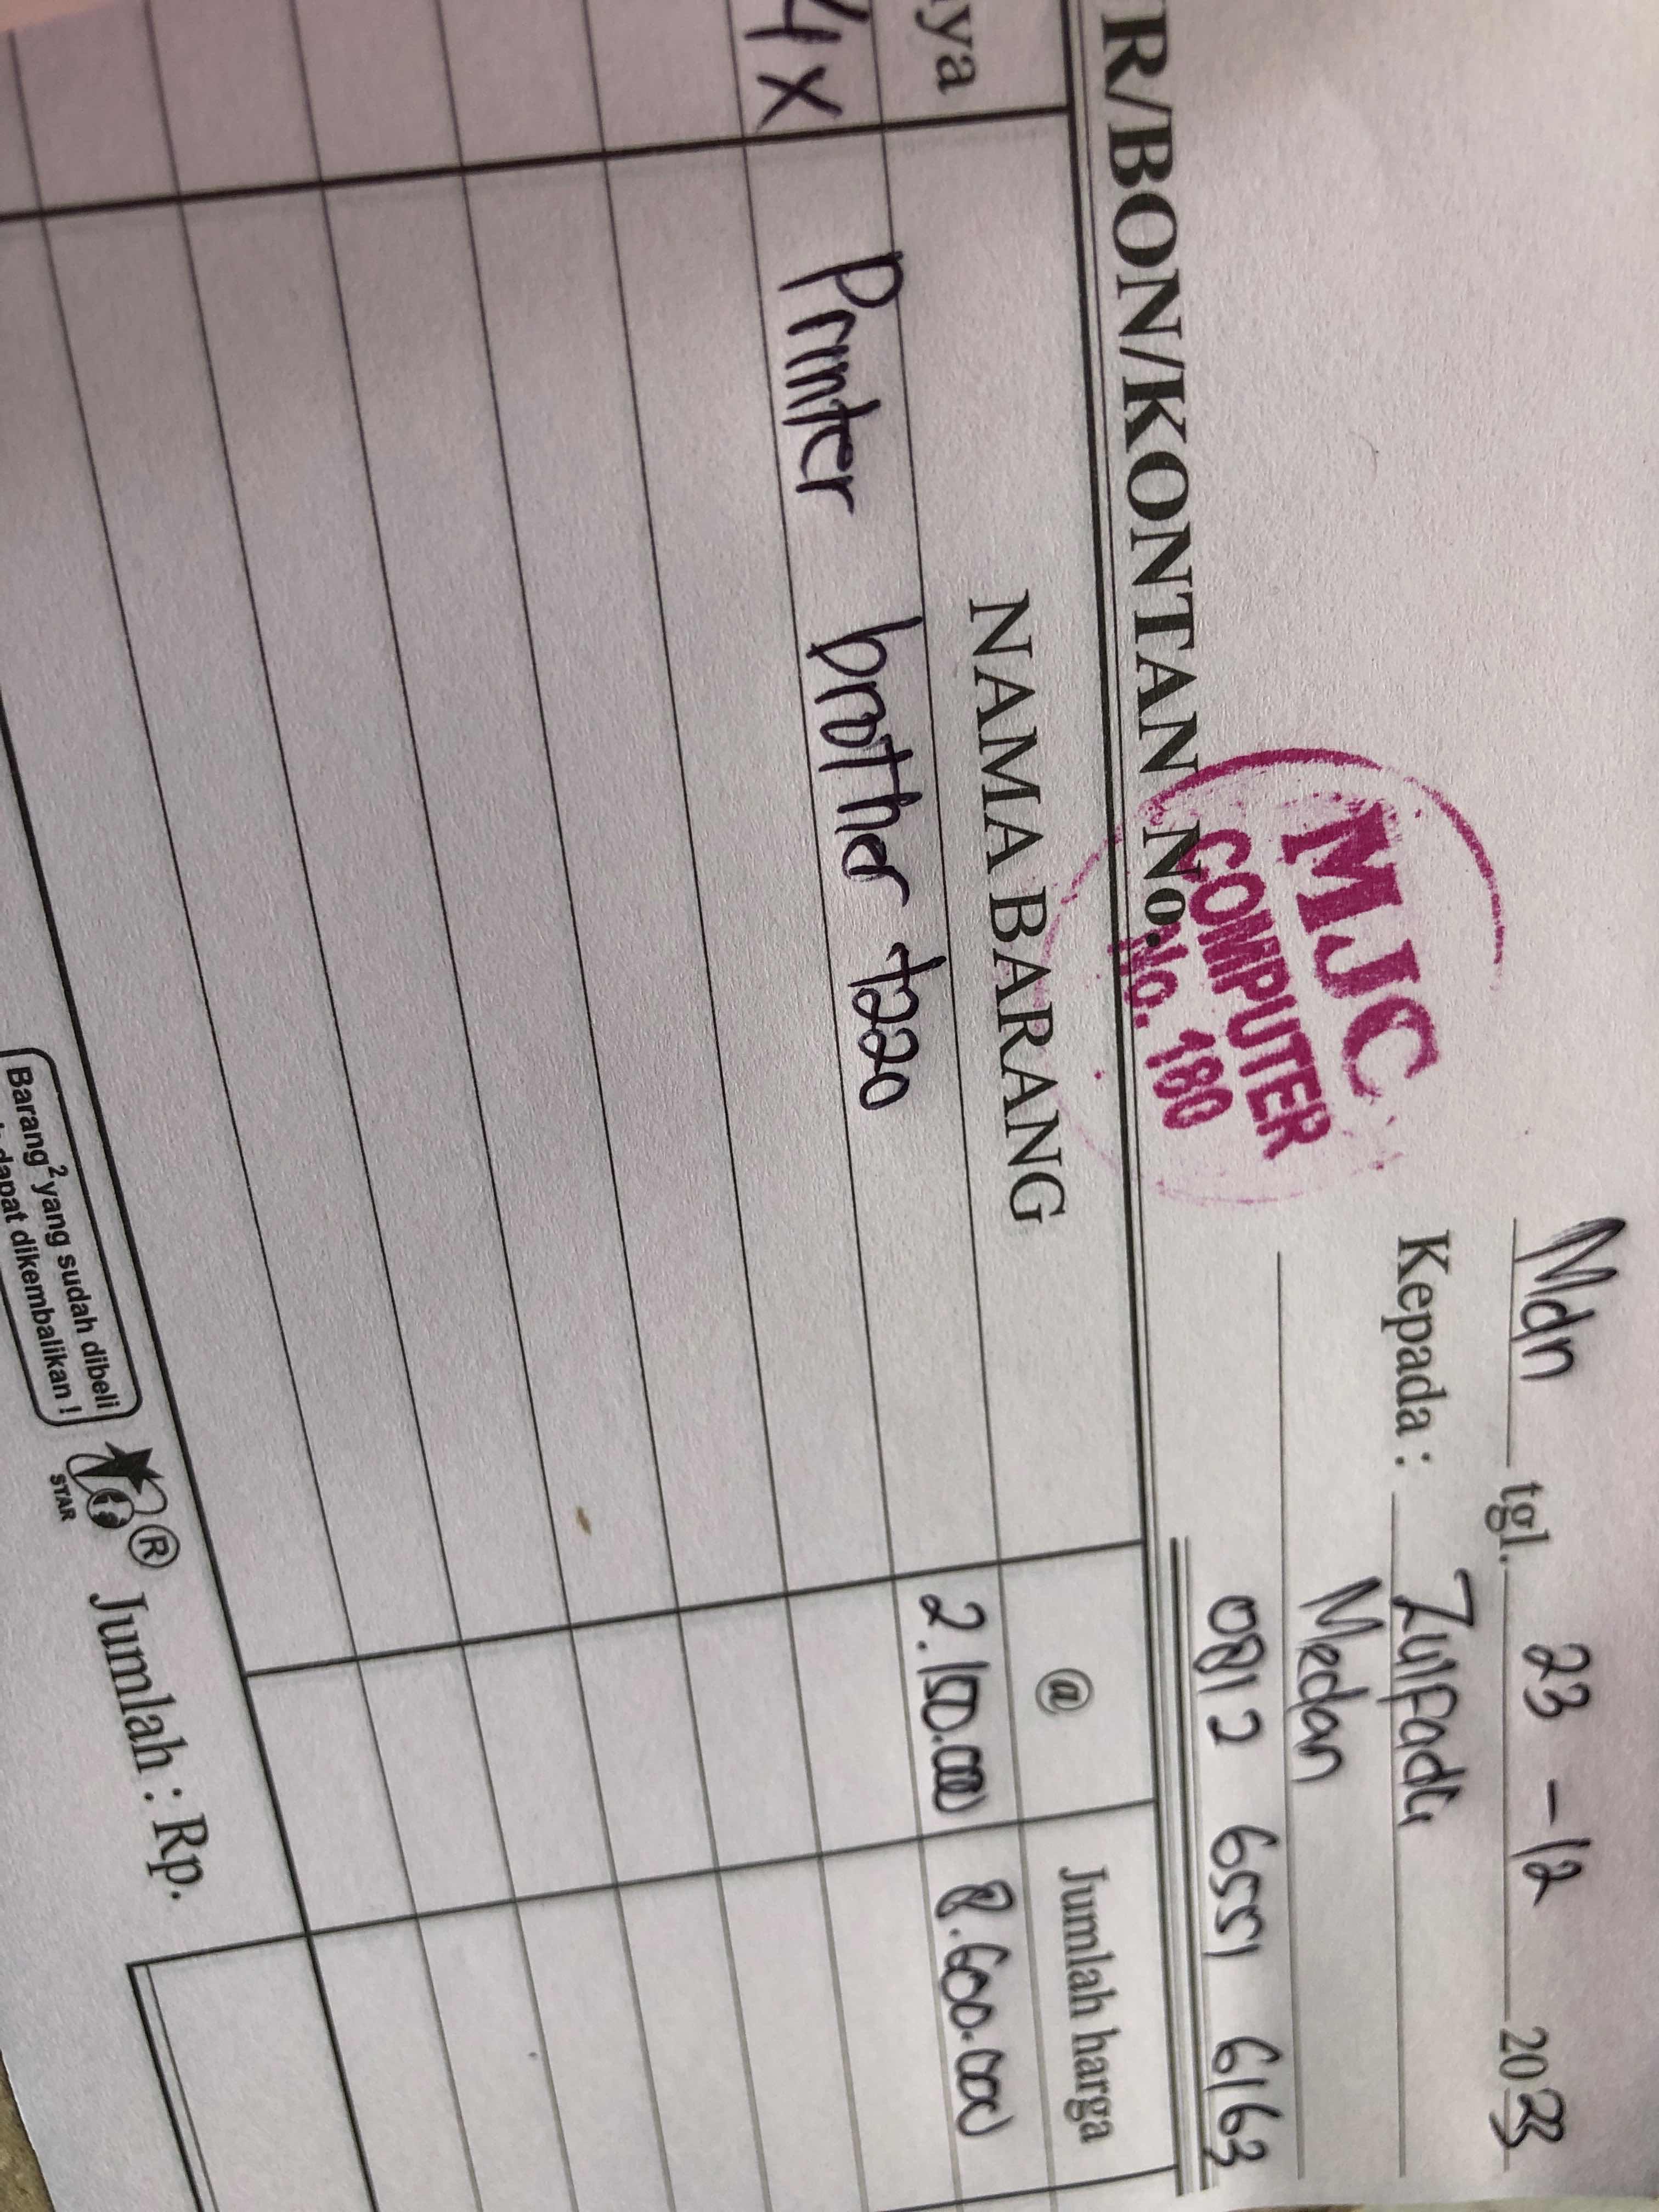 Mdn tgl. 23 - 12 2023
Kepada : Zulfadli
Medan
0812 6551 6163
MJC
COMPUTER
No. 180
R/BON/KONTAN No.
ya NAMA BARANG @ Jumlah harga
4x Printer brother t220 2.150.000 8.600.000
Jumlah : Rp.
Barang² yang sudah dibeli
dapat dikembalikan !
STAR
®